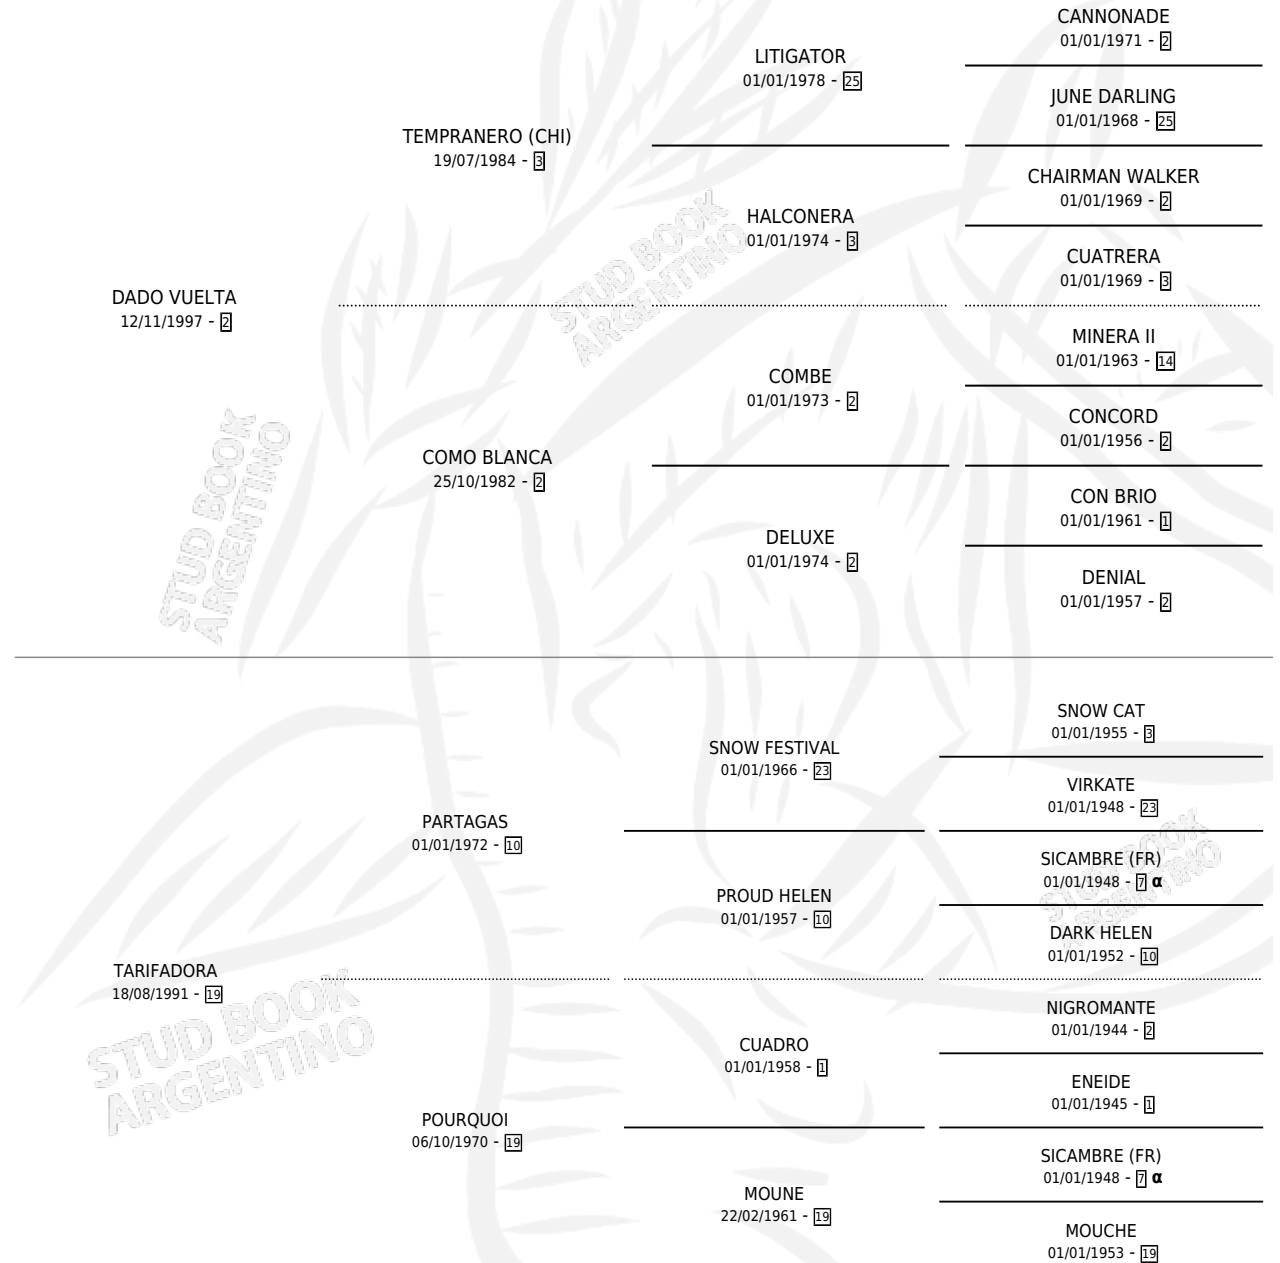 CANNONADE
01/01/1971 - 2
LITIGATOR
01/01/1978 - 25
JUNE DARLING
01/01/1968 - 25
TEMPRANERO (CHI)
19/07/1984 - 3
CHAIRMAN WALKER
01/01/1969 - 2
HALCONERA
01/01/1974 - 3
CUATRERA
01/01/1969 - 3
DADO VUELTA
12/11/1997 - 2
MINERA II
01/01/1963 - 14
COMBE
01/01/1973 - 2
CONCORD
01/01/1956 - 2
COMO BLANCA
25/10/1982 - 2
CON BRIO
01/01/1961 - 1
DELUXE
01/01/1974 - 2
DENIAL
01/01/1957 - 2
STUD BOOK
ARGENTINO
STUD BOOK
ARGENTINO
SNOW CAT
01/01/1955 - 3
SNOW FESTIVAL
01/01/1966 - 23
VIRKATE
01/01/1948 - 23
PARTAGAS
01/01/1972 - 10
SICAMBRE (FR)
01/01/1948 - 7 α
PROUD HELEN
01/01/1957 - 10
DARK HELEN
01/01/1952 - 10
TARIFADORA
18/08/1991 - 19
NIGROMANTE
01/01/1944 - 2
CUADRO
01/01/1958 - 1
ENEIDE
01/01/1945 - 1
POURQUOI
06/10/1970 - 19
SICAMBRE (FR)
01/01/1948 - 7 α
MOUNE
22/02/1961 - 19
MOUCHE
01/01/1953 - 19
STUD BOOK
ARGENTINO
STUD BOOK
ARGENTINO